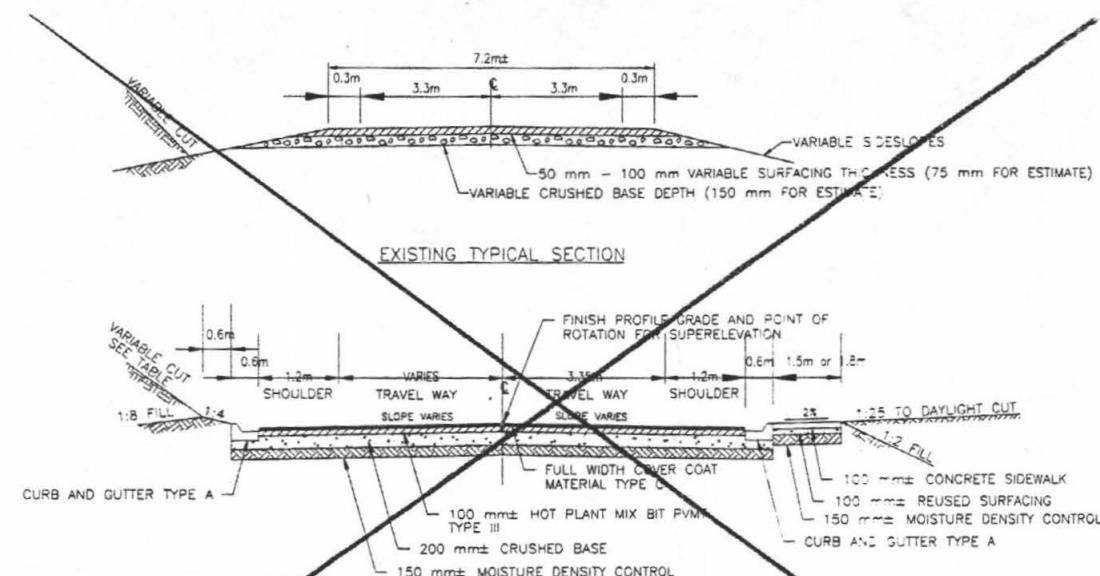 7.2m±
0.3m
0.3m
3.3m
℄
3.3m
VARIABLE CUT
VARIABLE SIDESLOPES
50 mm – 100 mm VARIABLE SURFACING THICKNESS (75 mm FOR ESTIMATE)
VARIABLE CRUSHED BASE DEPTH (150 mm FOR ESTIMATE)
EXISTING TYPICAL SECTION
FINISH PROFILE GRADE AND POINT OF
ROTATION FOR SUPERELEVATION
VARIABLE CUT
SEE TABLE
0.6m
0.6m
1.2m
VARIES
℄
3.35m
1.2m
0.6m
1.5m or 1.8m
SHOULDER
TRAVEL WAY
TRAVEL WAY
SHOULDER
1:8 FILL
1:4
SLOPE VARIES
SLOPE VARIES
2%
1:25 TO DAYLIGHT CUT
1:2 FILL
FULL WIDTH COVER COAT
MATERIAL TYPE
100 mm± CONCRETE SIDEWALK
CURB AND GUTTER TYPE A
100 mm± REUSED SURFACING
100 mm± HOT PLANT MIX BIT PVMT
TYPE III
150 mm± MOISTURE DENSITY CONTROL
CURB AND GUTTER TYPE A
200 mm± CRUSHED BASE
150 mm± MOISTURE DENSITY CONTROL